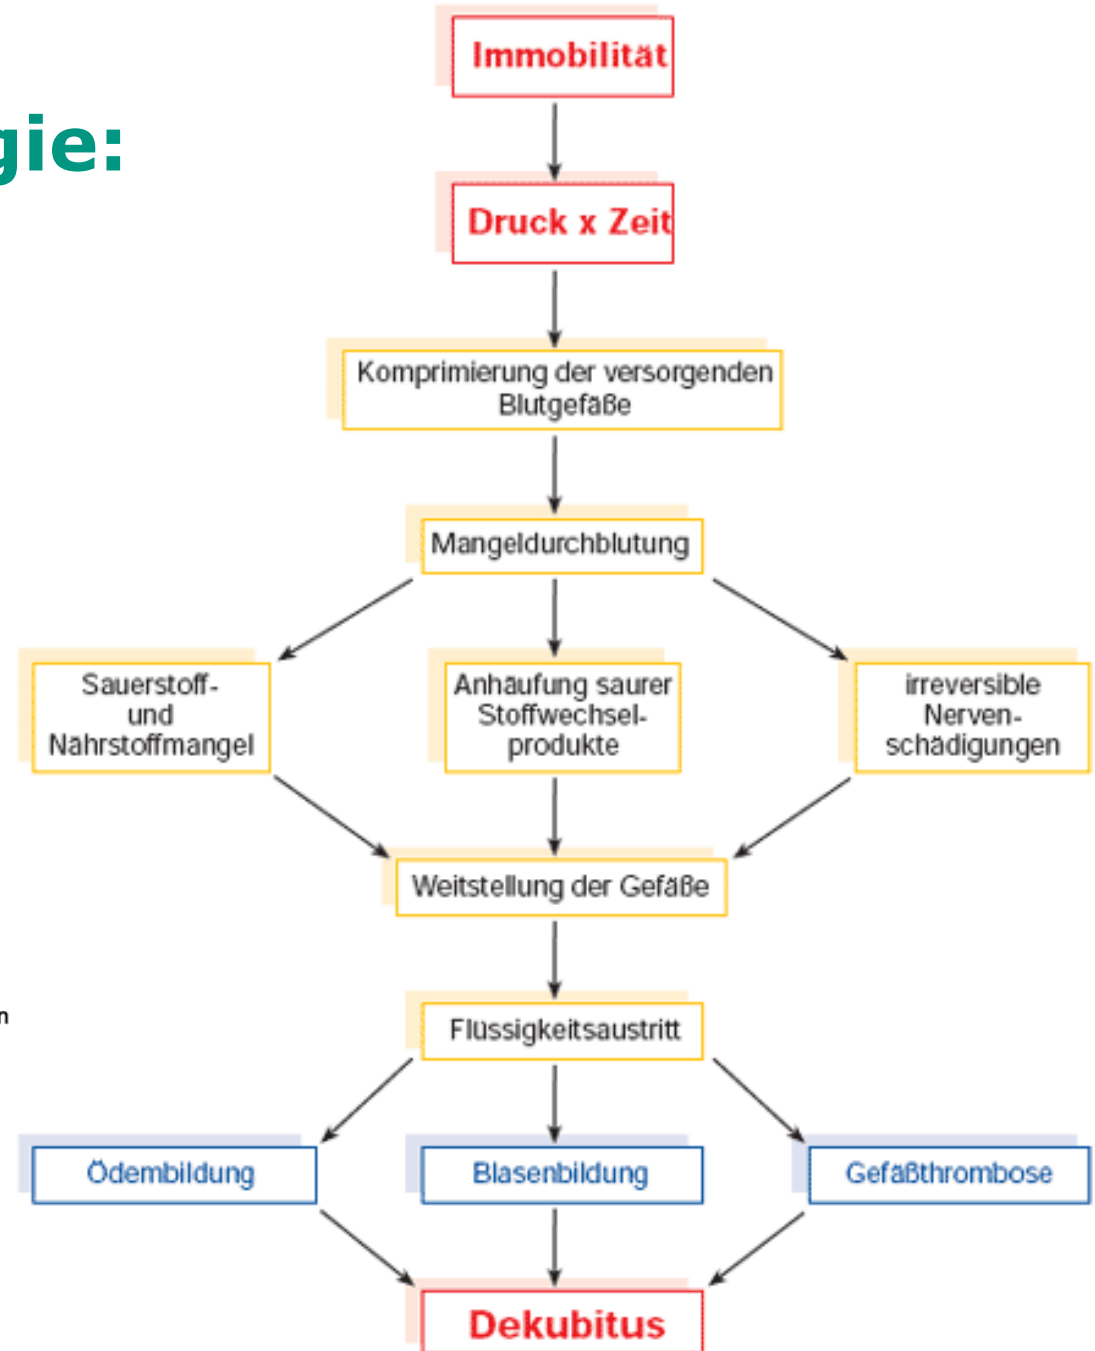 Immobilität
gie:
Druck x Zeit
Komprimierung der versorgenden
Blutgefäße
Mangeldurchblutung
Sauerstoff-
und
Nährstoffmangel
Anhäufung saurer
Stoffwechsel-
produkte
irreversible
Nerven-
schädigungen
Weitstellung der Gefäße
n
Flüssigkeitsaustritt
Ödembildung
Blasenbildung
Gefäßthrombose
Dekubitus